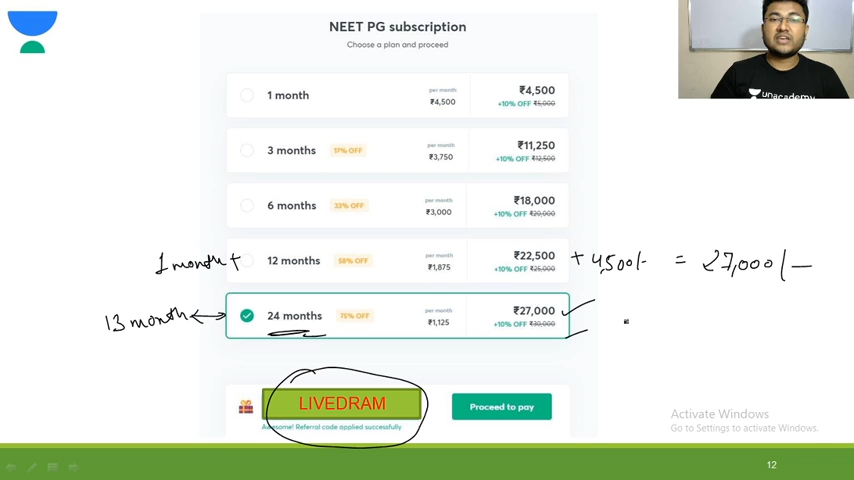 NEET PG subscription
Choose a plan and proceed
unacademy
1 month per month ₹4,500 ₹4,500 +10% OFF ₹5,000
3 months 17% OFF per month ₹3,750 ₹11,250 +10% OFF ₹12,500
6 months 33% OFF per month ₹3,000 ₹18,000 +10% OFF ₹20,000
1 month + 12 months 58% OFF per month ₹1,875 ₹22,500 +10% OFF ₹25,000 + 4,500/- = 27,000/-
13 month 24 months 75% OFF per month ₹1,125 ₹27,000 +10% OFF ₹30,000
LIVEDRAM
Awesome! Referral code applied successfully
Proceed to pay
Activate Windows
Go to Settings to activate Windows.
12